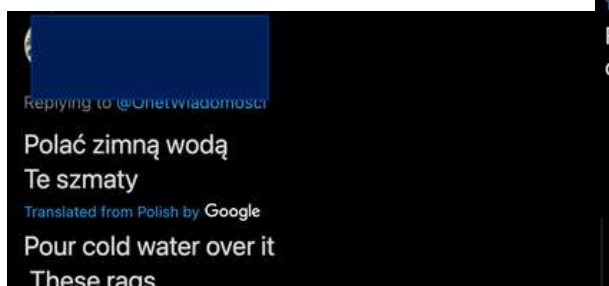 Replying to @OnetWiadomosci
Polać zimną wodą
Te szmaty
Translated from Polish by Google
Pour cold water over it
These rags